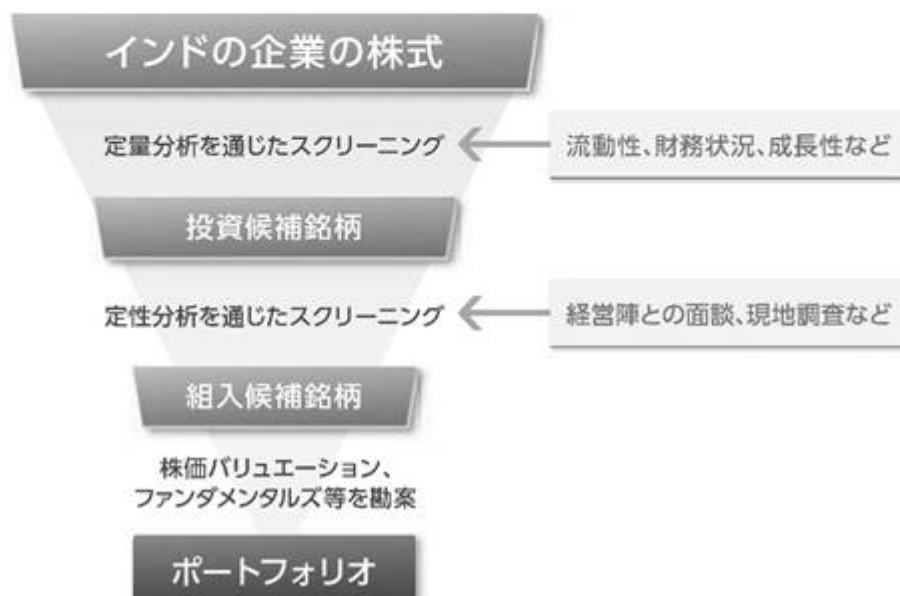 インドの企業の株式
定量分析を通じたスクリーニング
流動性、財務状況、成長性など
投資候補銘柄
定性分析を通じたスクリーニング
経営陣との面談、現地調査など
組入候補銘柄
株価バリュエーション、
ファンダメンタルズ等を勘案
ポートフォリオ